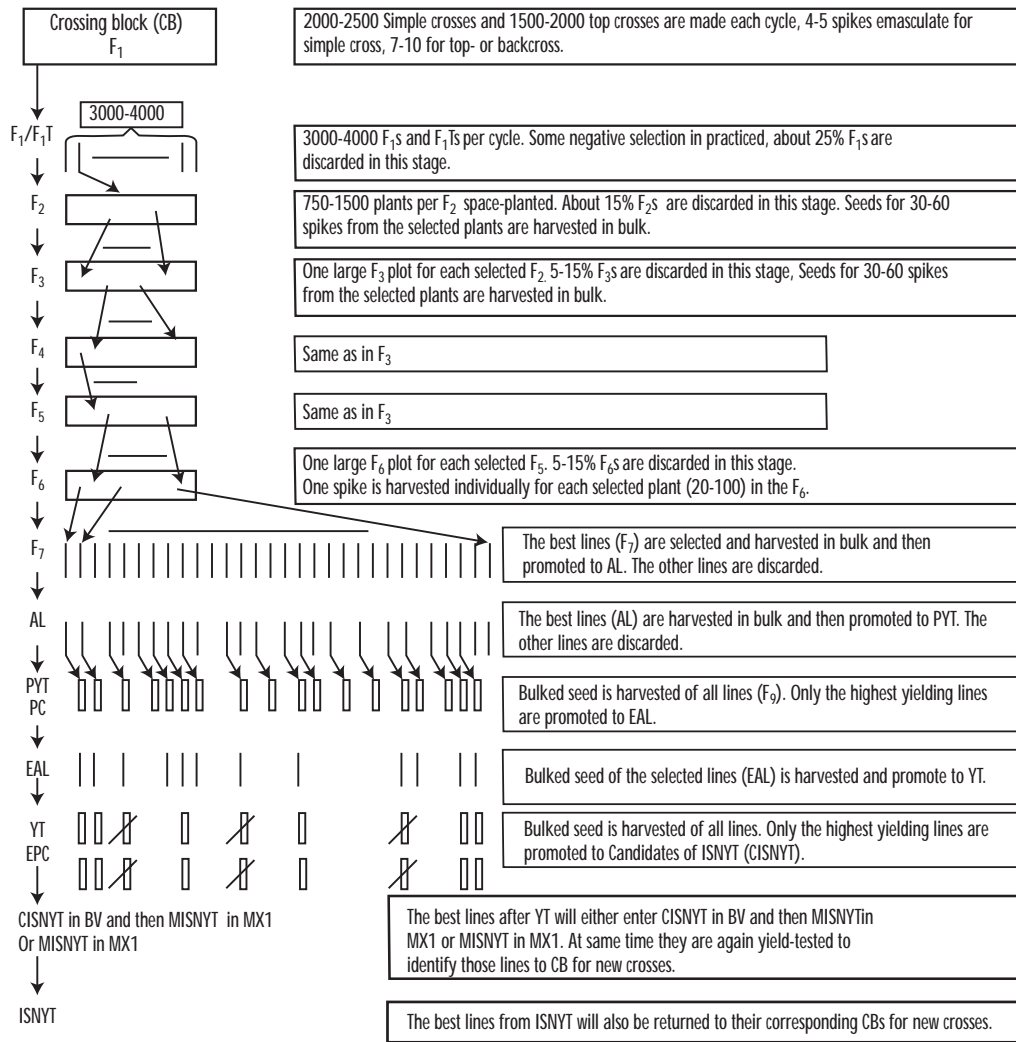 Crossing block (CB)
F₁
2000-2500 Simple crosses and 1500-2000 top crosses are made each cycle, 4-5 spikes emasculate for
simple cross, 7-10 for top- or backcross.
3000-4000
F₁/F₁T
3000-4000 F₁s and F₁Ts per cycle. Some negative selection in practiced, about 25% F₁s are
discarded in this stage.
F₂
750-1500 plants per F₂ space-planted. About 15% F₂s are discarded in this stage. Seeds for 30-60
spikes from the selected plants are harvested in bulk.
F₃
One large F₃ plot for each selected F₂. 5-15% F₃s are discarded in this stage, Seeds for 30-60 spikes
from the selected plants are harvested in bulk.
F₄
Same as in F₃
F₅
Same as in F₃
F₆
One large F₆ plot for each selected F₅. 5-15% F₆s are discarded in this stage.
One spike is harvested individually for each selected plant (20-100) in the F₆.
F₇
The best lines (F₇) are selected and harvested in bulk and then
promoted to AL. The other lines are discarded.
AL
The best lines (AL) are harvested in bulk and then promoted to PYT. The
other lines are discarded.
PYT
PC
Bulked seed is harvested of all lines (F₉). Only the highest yielding lines
are promoted to EAL.
EAL
Bulked seed of the selected lines (EAL) is harvested and promote to YT.
YT
EPC
Bulked seed is harvested of all lines. Only the highest yielding lines are
promoted to Candidates of ISNYT (CISNYT).
CISNYT in BV and then MISNYT in MX1
Or MISNYT in MX1
The best lines after YT will either enter CISNYT in BV and then MISNYTin
MX1 or MISNYT in MX1. At same time they are again yield-tested to
identify those lines to CB for new crosses.
ISNYT
The best lines from ISNYT will also be returned to their corresponding CBs for new crosses.